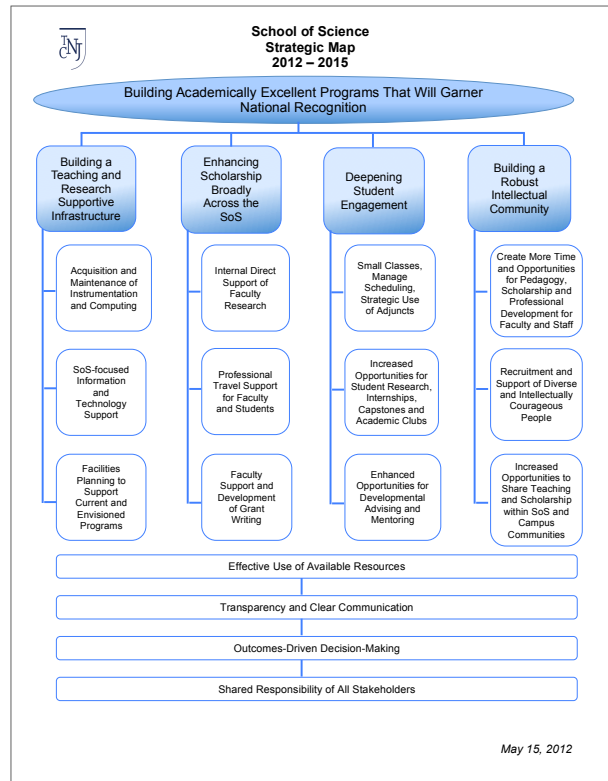 TCNJ
School of Science
Strategic Map
2012 – 2015
Building Academically Excellent Programs That Will Garner
National Recognition
Building a
Teaching and
Research
Supportive
Infrastructure
Acquisition and
Maintenance of
Instrumentation
and Computing
SoS-focused
Information
and
Technology
Support
Facilities
Planning to
Support
Current and
Envisioned
Programs
Enhancing
Scholarship
Broadly
Across the
SoS
Internal Direct
Support of
Faculty
Research
Professional
Travel Support
for Faculty
and Students
Faculty
Support and
Development
of Grant
Writing
Deepening
Student
Engagement
Small Classes,
Manage
Scheduling,
Strategic Use
of Adjuncts
Increased
Opportunities for
Student Research,
Internships,
Capstones and
Academic Clubs
Enhanced
Opportunities for
Developmental
Advising and
Mentoring
Building a
Robust
Intellectual
Community
Create More Time
and Opportunities
for Pedagogy,
Scholarship and
Professional
Development for
Faculty and Staff
Recruitment and
Support of Diverse
and Intellectually
Courageous
People
Increased
Opportunities to
Share Teaching
and Scholarship
within SoS and
Campus
Communities
Effective Use of Available Resources
Transparency and Clear Communication
Outcomes-Driven Decision-Making
Shared Responsibility of All Stakeholders
May 15, 2012